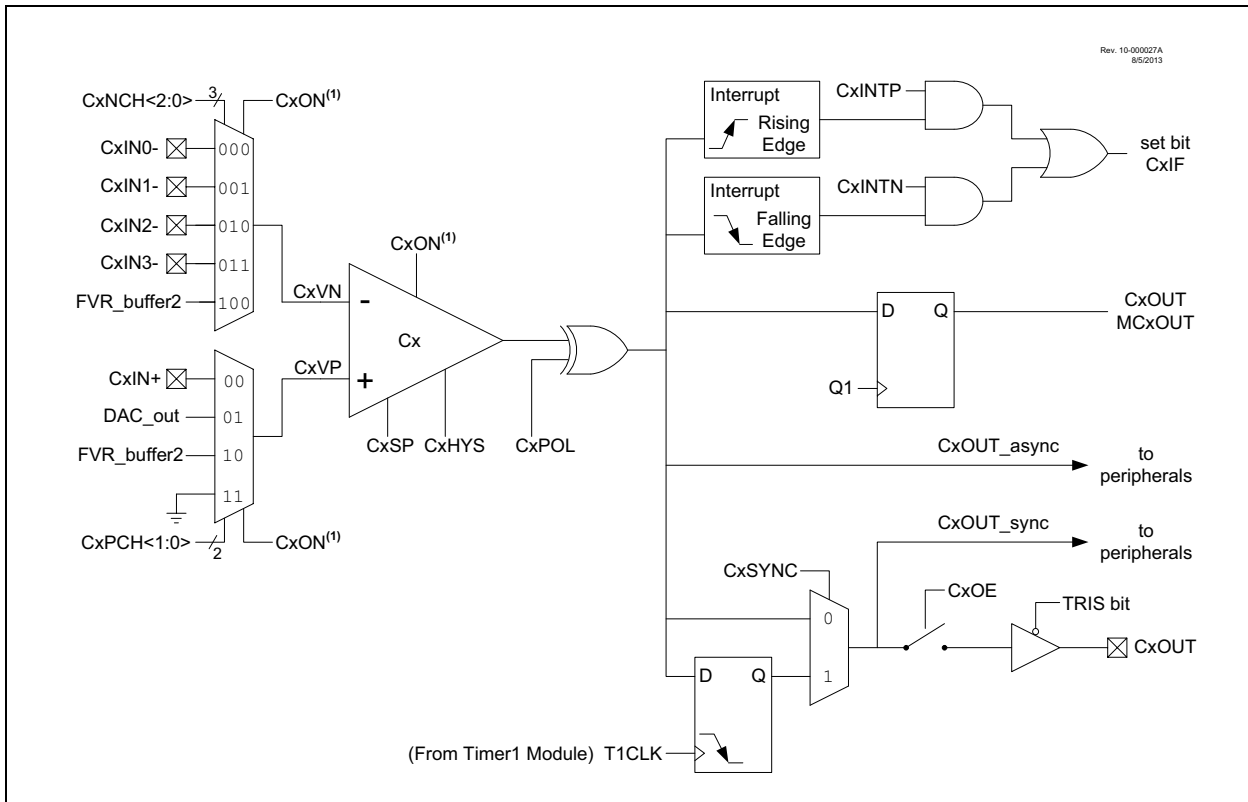 Rev. 10-000027A
8/5/2013
CxNCH<2:0>
3
CxON(1)
CxIN0-
000
CxIN1-
001
CxIN2-
010
CxIN3-
011
FVR_buffer2
100
CxVN
CxON(1)
-
Cx
+
CxVP
CxIN+
00
DAC_out
01
FVR_buffer2
10
11
CxPCH<1:0>
2
CxON(1)
CxSP
CxHYS
CxPOL
Interrupt
Rising
Edge
CxINTP
Interrupt
Falling
Edge
CxINTN
set bit
CxIF
D
Q
Q1
CxOUT
MCxOUT
CxOUT_async
to
peripherals
CxOUT_sync
to
peripherals
CxSYNC
0
1
CxOE
TRIS bit
CxOUT
D
Q
(From Timer1 Module) T1CLK